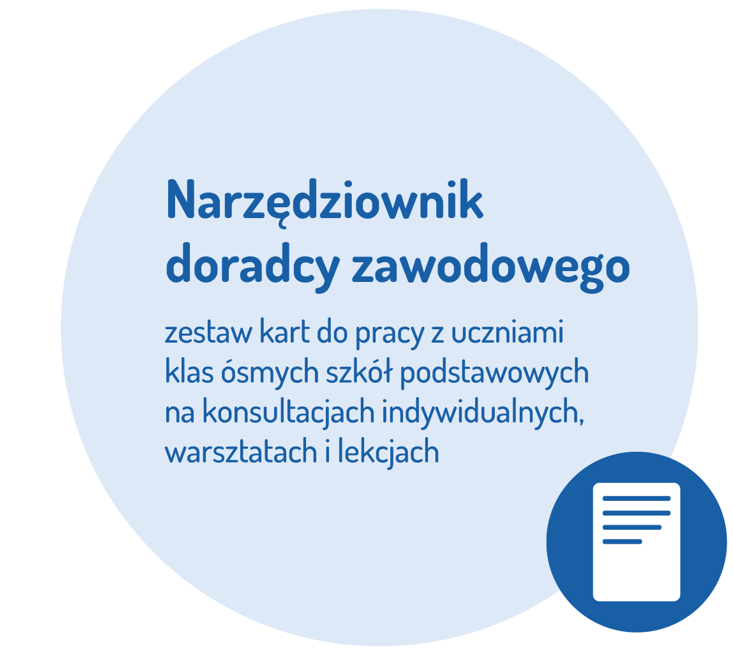 Narzędziownik
doradcy zawodowego
zestaw kart do pracy z uczniami
klas ósmych szkół podstawowych
na konsultacjach indywidualnych,
warsztatach i lekcjach